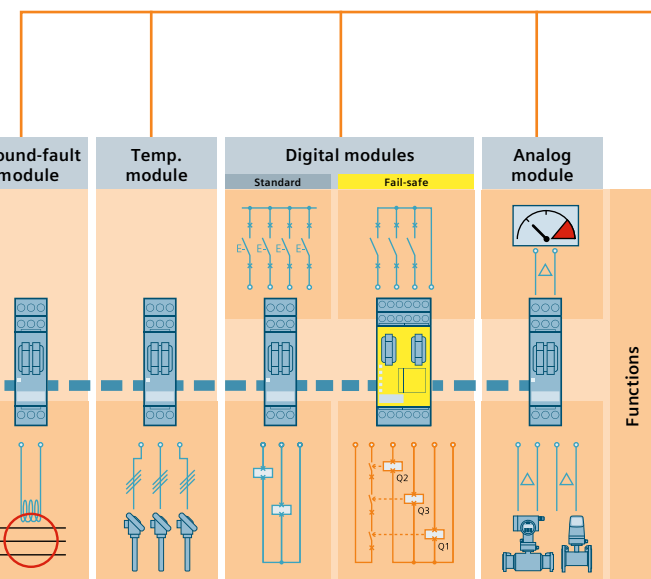 ound-fault
module
Temp.
module
Digital modules
Standard
Fail-safe
Analog
module
E-
E-
E-
E-
Functions
Q2
Q3
Q1